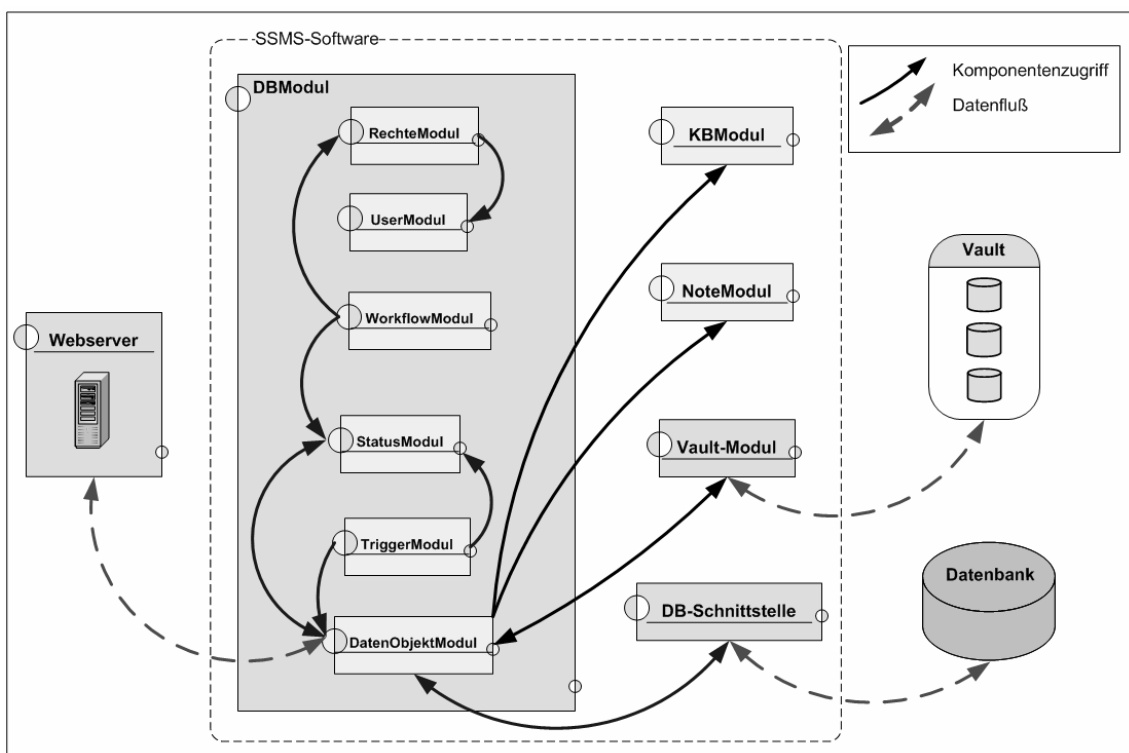 SSMS-Software
DBModul
RechteModul
UserModul
WorkflowModul
StatusModul
TriggerModul
DatenObjektModul
KBModul
NoteModul
Vault-Modul
DB-Schnittstelle
Webserver
Komponentenzugriff
Datenfluß
Vault
Datenbank